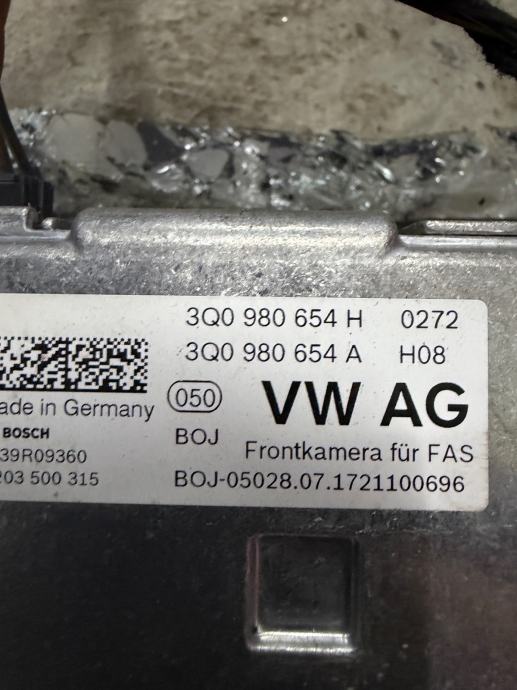 3Q0 980 654 H 0272
3Q0 980 654 A H08
ade in Germany
050
VW AG
BOSCH
BOJ
Frontkamera für FAS
39R09360
203 500 315
BOJ-05028.07.1721100696